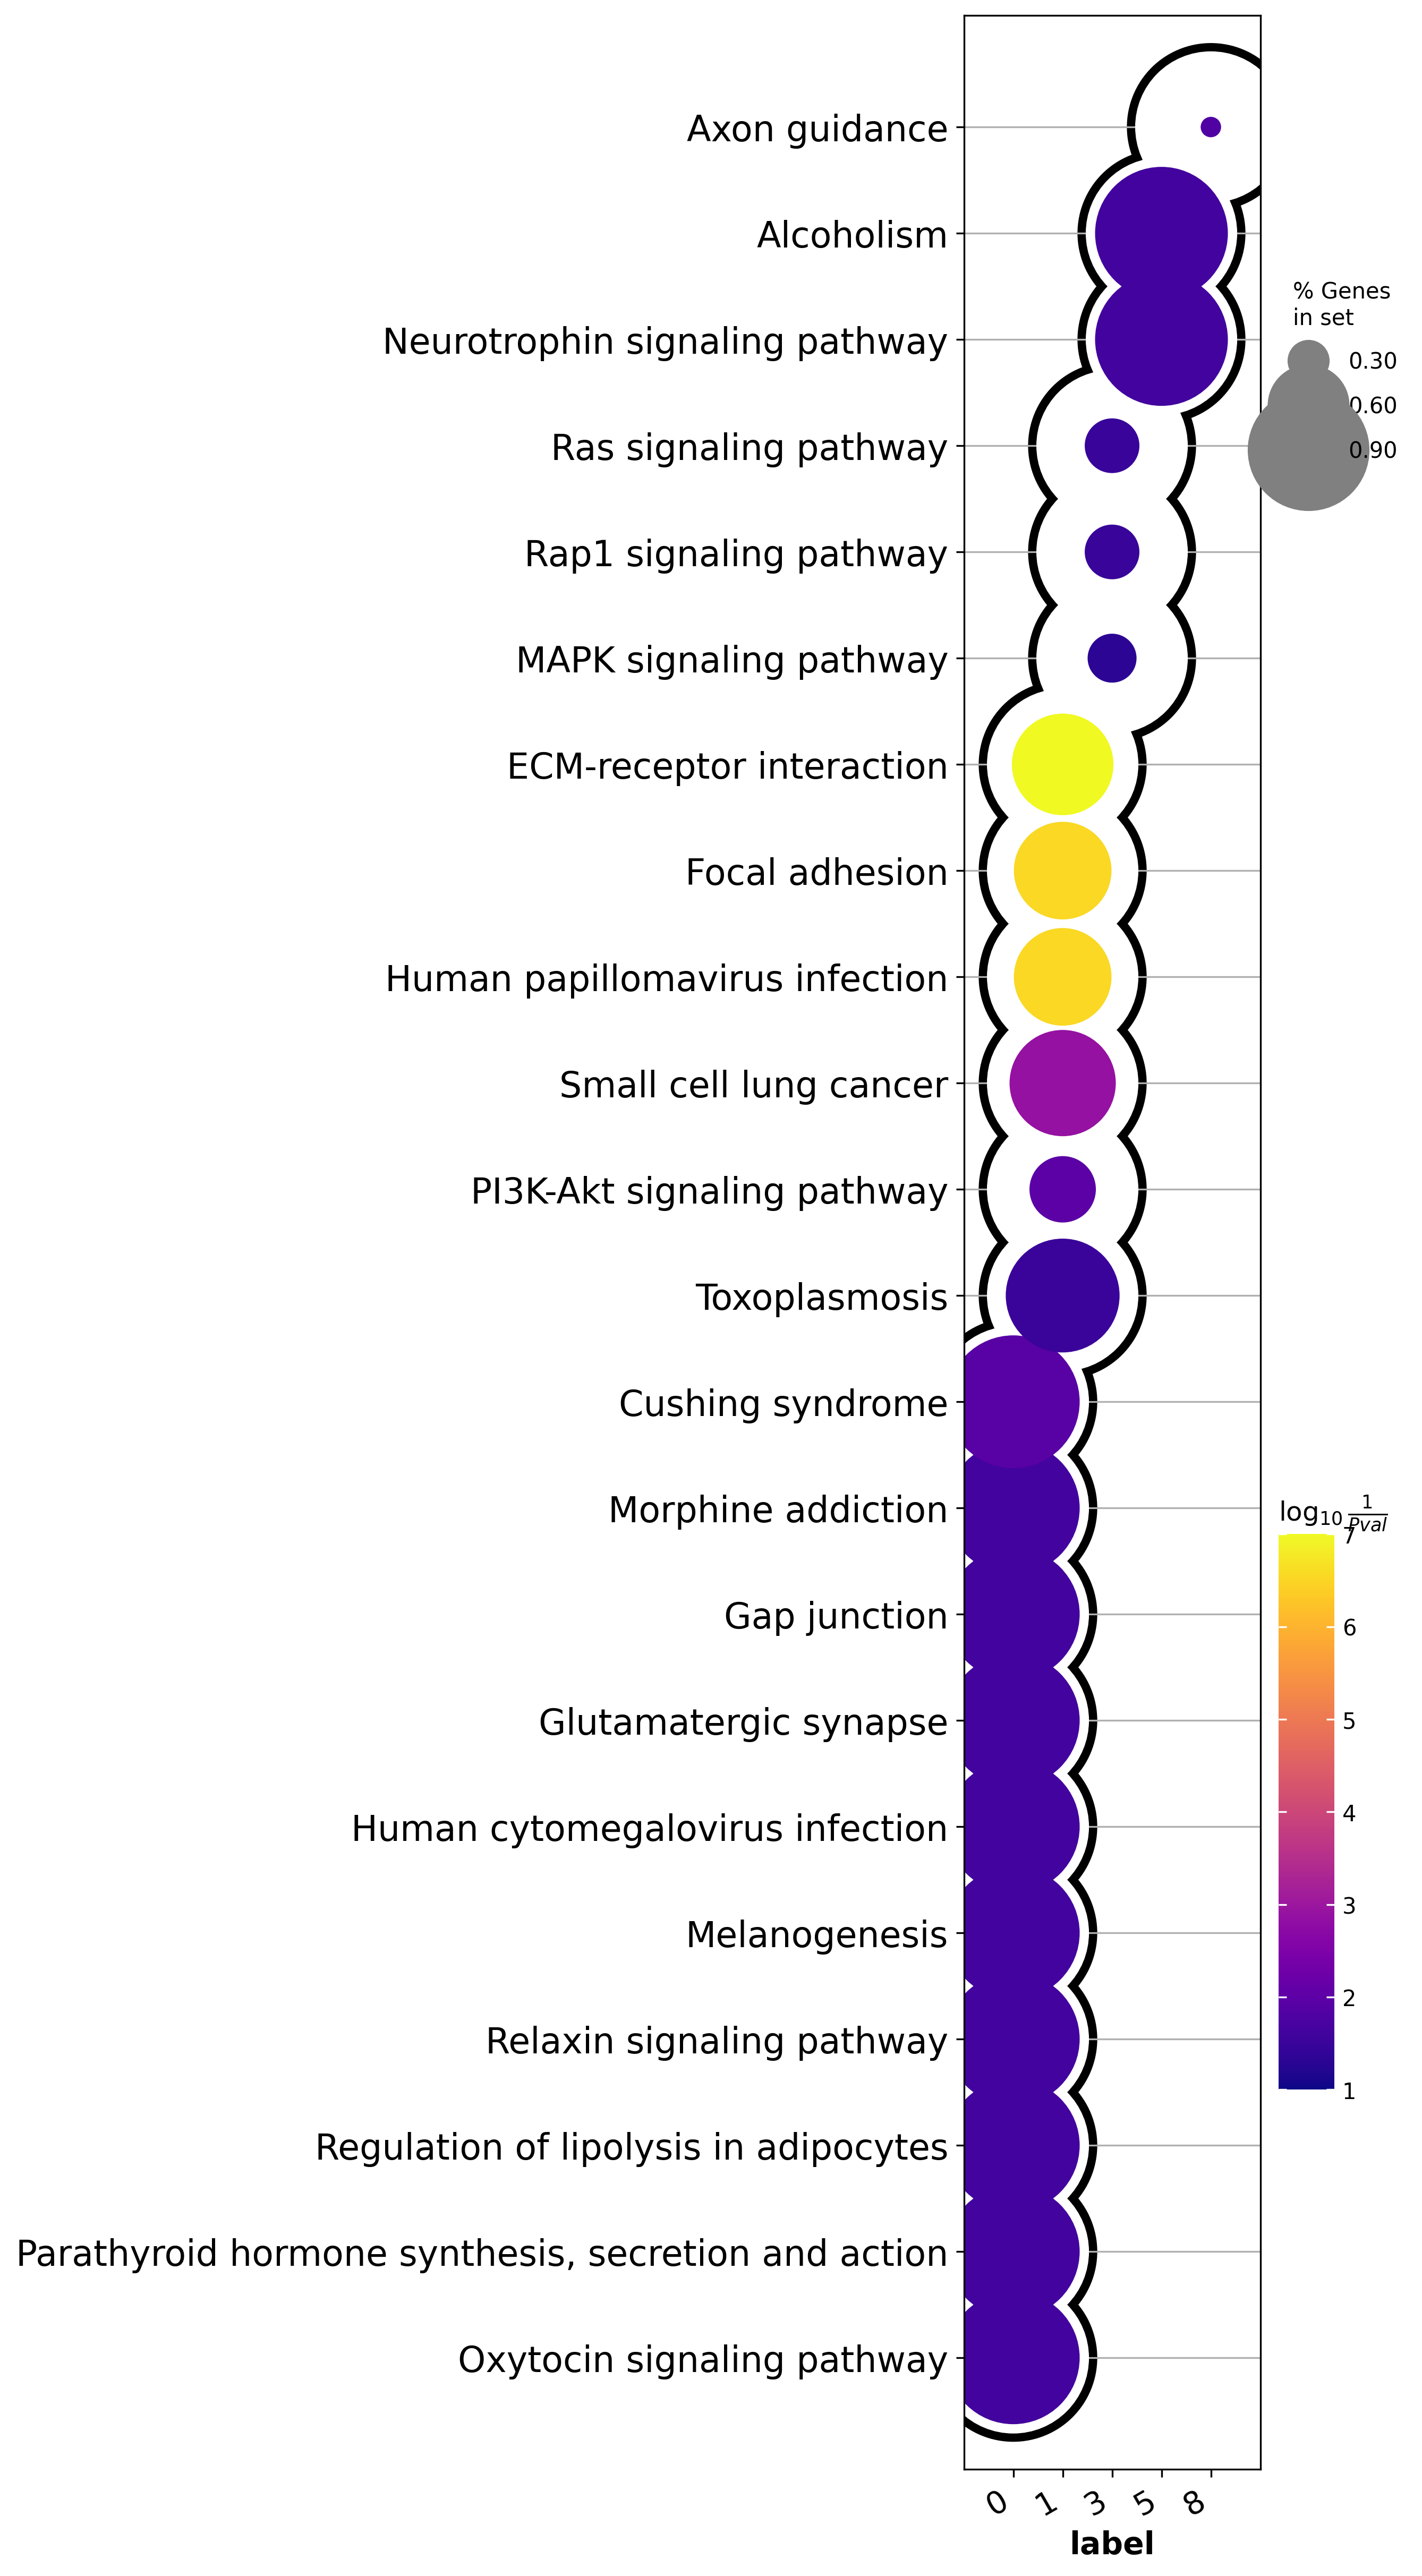 Axon guidance
Alcoholism
Neurotrophin signaling pathway
Ras signaling pathway
Rap1 signaling pathway
MAPK signaling pathway
ECM-receptor interaction
Focal adhesion
Human papillomavirus infection
Small cell lung cancer
PI3K-Akt signaling pathway
Toxoplasmosis
Cushing syndrome
Morphine addiction
Gap junction
Glutamatergic synapse
Human cytomegalovirus infection
Melanogenesis
Relaxin signaling pathway
Regulation of lipolysis in adipocytes
Parathyroid hormone synthesis, secretion and action
Oxytocin signaling pathway
0 1 3 5 8
label
% Genes
in set
0.30
0.60
0.90
log₁₀ 1/Pval
7
6
5
4
3
2
1